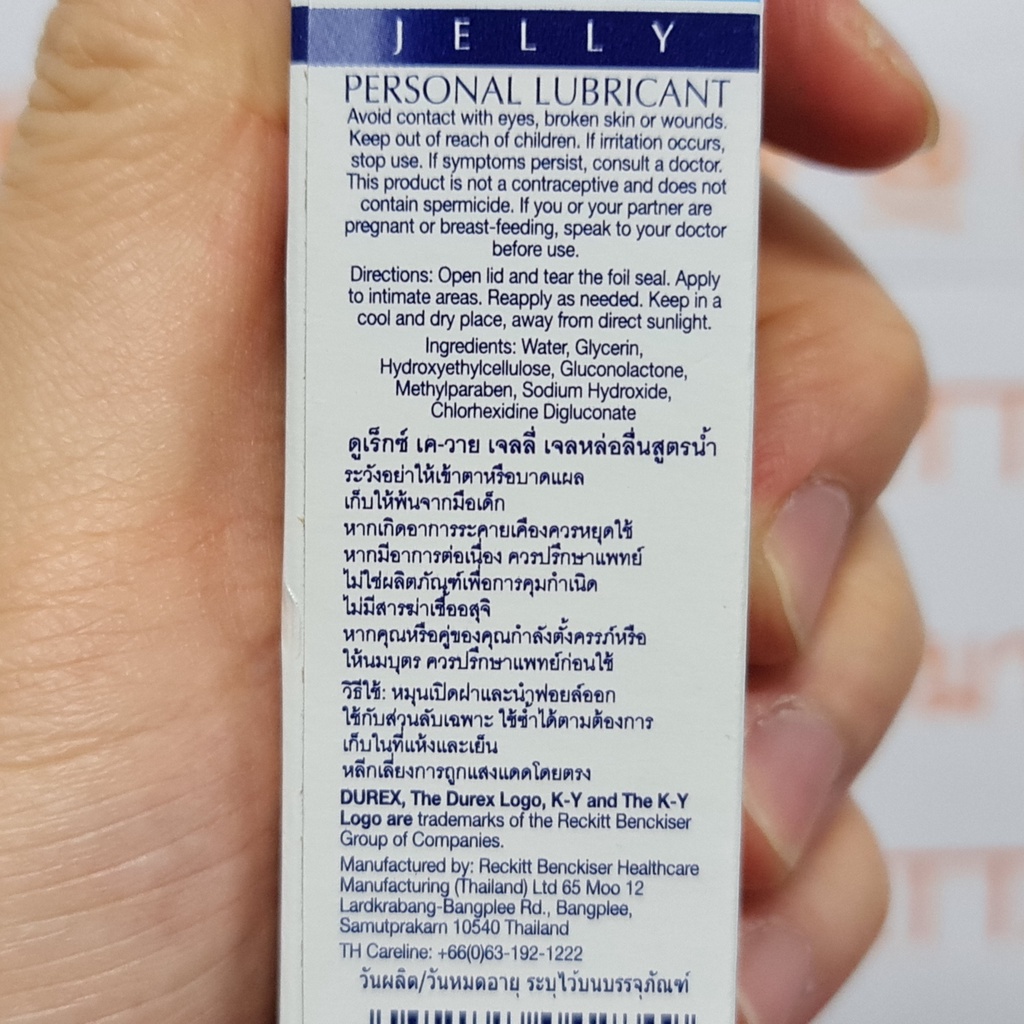 JELLY
PERSONAL LUBRICANT
Avoid contact with eyes, broken skin or wounds.
Keep out of reach of children. If irritation occurs,
stop use. If symptoms persist, consult a doctor.
This product is not a contraceptive and does not
contain spermicide. If you or your partner are
pregnant or breast-feeding, speak to your doctor
before use.
Directions: Open lid and tear the foil seal. Apply
to intimate areas. Reapply as needed. Keep in a
cool and dry place, away from direct sunlight.
Ingredients: Water, Glycerin,
Hydroxyethylcellulose, Gluconolactone,
Methylparaben, Sodium Hydroxide,
Chlorhexidine Digluconate
ดูเร็กซ์ เค-วาย เจลลี่ เจลหล่อลื่นสูตรน้ำ
ระวังอย่าให้เข้าตาหรือบาดแผล
เก็บให้พ้นจากมือเด็ก
หากเกิดอาการระคายเคืองควรหยุดใช้
หากมีอาการต่อเนื่อง ควรปรึกษาแพทย์
ไม่ใช่ผลิตภัณฑ์เพื่อการคุมกำเนิด
ไม่มีสารฆ่าเชื้ออสุจิ
หากคุณหรือคู่ของคุณกำลังตั้งครรภ์หรือ
ให้นมบุตร ควรปรึกษาแพทย์ก่อนใช้
วิธีใช้: หมุนเปิดฝาและนำฟอยล์ออก
ใช้กับส่วนลับเฉพาะ ใช้ซ้ำได้ตามต้องการ
เก็บในที่แห้งและเย็น
หลีกเลี่ยงการถูกแสงแดดโดยตรง
DUREX, The Durex Logo, K-Y and The K-Y
Logo are trademarks of the Reckitt Benckiser
Group of Companies.
Manufactured by: Reckitt Benckiser Healthcare
Manufacturing (Thailand) Ltd 65 Moo 12
Lardkrabang-Bangplee Rd., Bangplee,
Samutprakarn 10540 Thailand
TH Careline: +66(0)63-192-1222
วันผลิต/วันหมดอายุ ระบุไว้บนบรรจุภัณฑ์